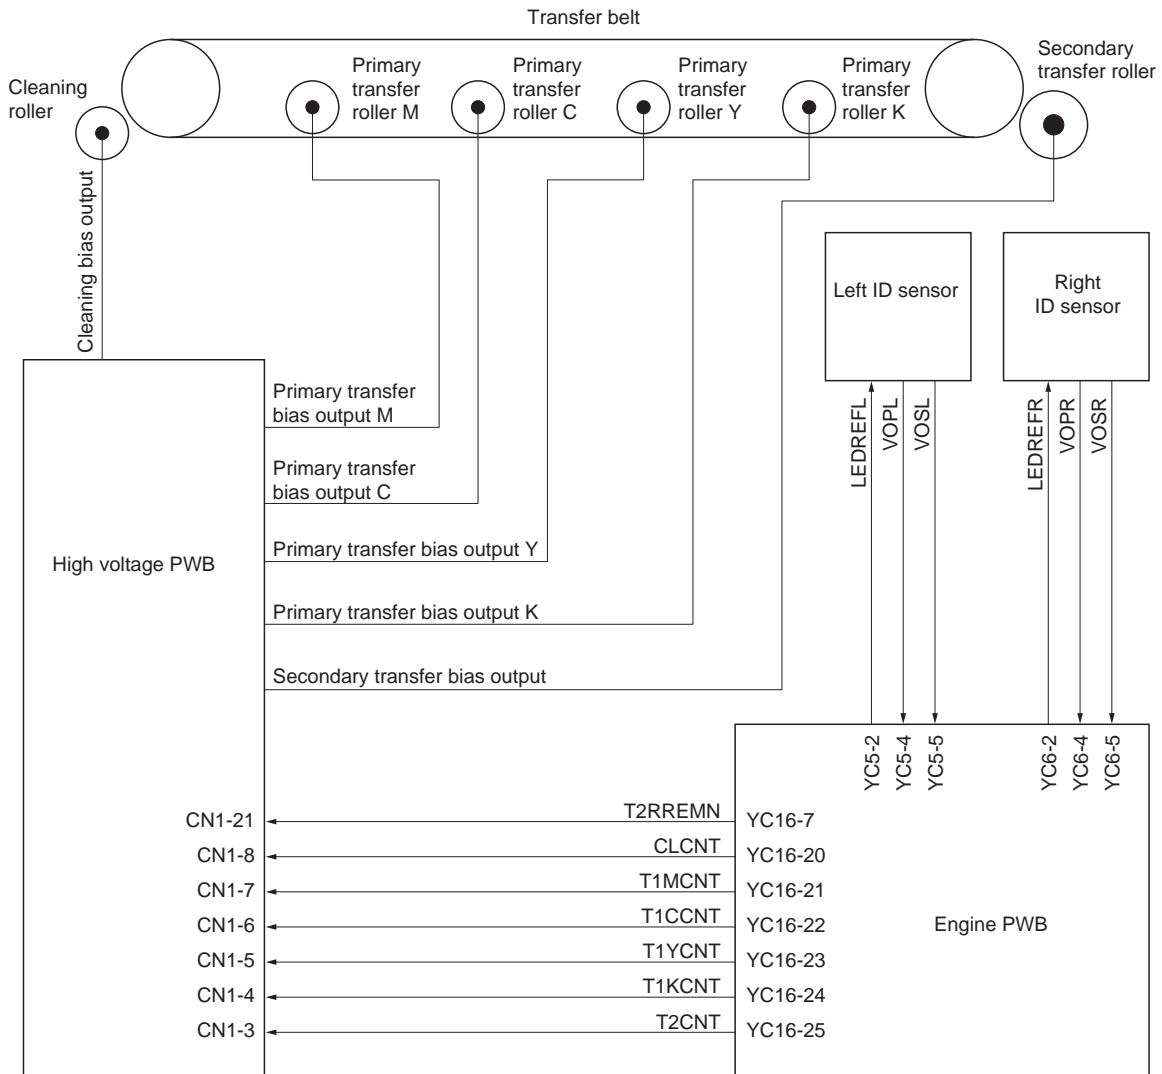 Transfer belt
Cleaning
roller
Primary
transfer
roller M
Primary
transfer
roller C
Primary
transfer
roller Y
Primary
transfer
roller K
Secondary
transfer roller
Cleaning bias output
Left ID sensor
Right
ID sensor
Primary transfer
bias output M
Primary transfer
bias output C
Primary transfer bias output Y
Primary transfer bias output K
Secondary transfer bias output
High voltage PWB
LEDREFL
VOPL
VOSL
LEDREFR
VOPR
VOSR
YC5-2
YC5-4
YC5-5
YC6-2
YC6-4
YC6-5
CN1-21
T2RREMN
YC16-7
CN1-8
CLCNT
YC16-20
CN1-7
T1MCNT
YC16-21
CN1-6
T1CCNT
YC16-22
CN1-5
T1YCNT
YC16-23
CN1-4
T1KCNT
YC16-24
CN1-3
T2CNT
YC16-25
Engine PWB